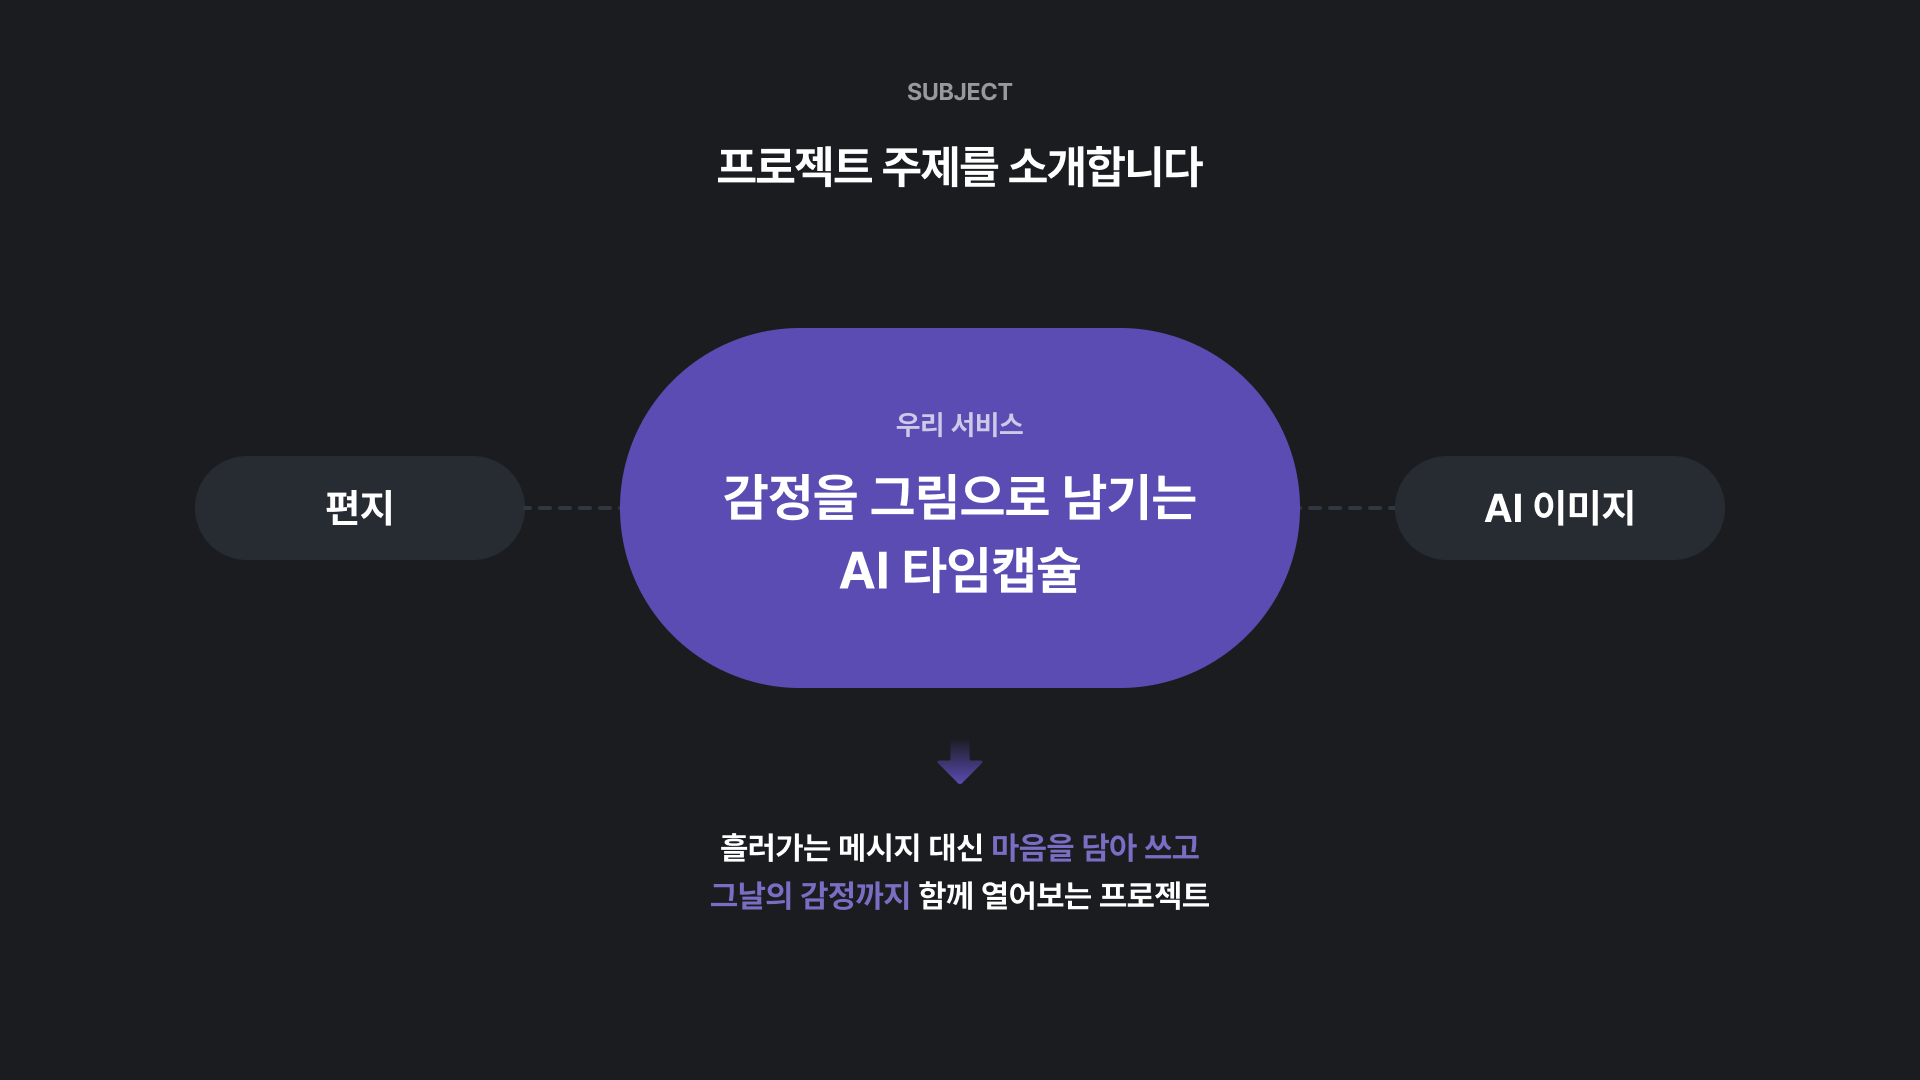 SUBJECT
프로젝트 주제를 소개합니다
우리 서비스
감정을 그림으로 남기는
AI 타임캡슐
편지
AI 이미지
흘러가는 메시지 대신 마음을 담아 쓰고
그날의 감정까지 함께 열어보는 프로젝트